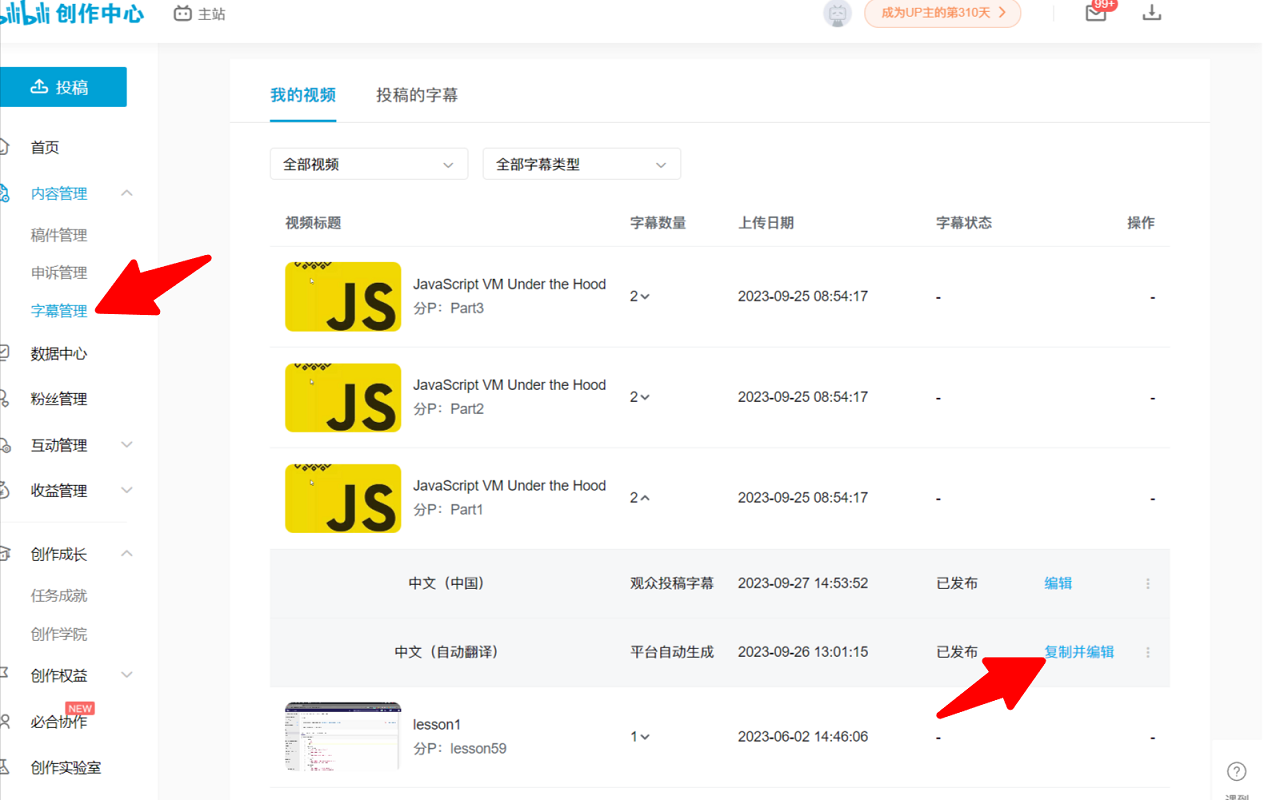 bilibili 创作中心
主站
成为UP主的第310天
99+
投稿
首页
内容管理
稿件管理
申诉管理
字幕管理
数据中心
粉丝管理
互动管理
收益管理
创作成长
任务成就
创作学院
创作权益
NEW
必合协作
创作实验室
我的视频 投稿的字幕
全部视频 全部字幕类型
视频标题 字幕数量 上传日期 字幕状态 操作
JS
JavaScript VM Under the Hood
分P：Part3
2 2023-09-25 08:54:17 - -
JS
JavaScript VM Under the Hood
分P：Part2
2 2023-09-25 08:54:17 - -
JS
JavaScript VM Under the Hood
分P：Part1
2 2023-09-25 08:54:17 - -
中文（中国） 观众投稿字幕 2023-09-27 14:53:52 已发布 编辑
中文（自动翻译） 平台自动生成 2023-09-26 13:01:15 已发布 复制并编辑
lesson1
分P：lesson59
1 2023-06-02 14:46:06 - -